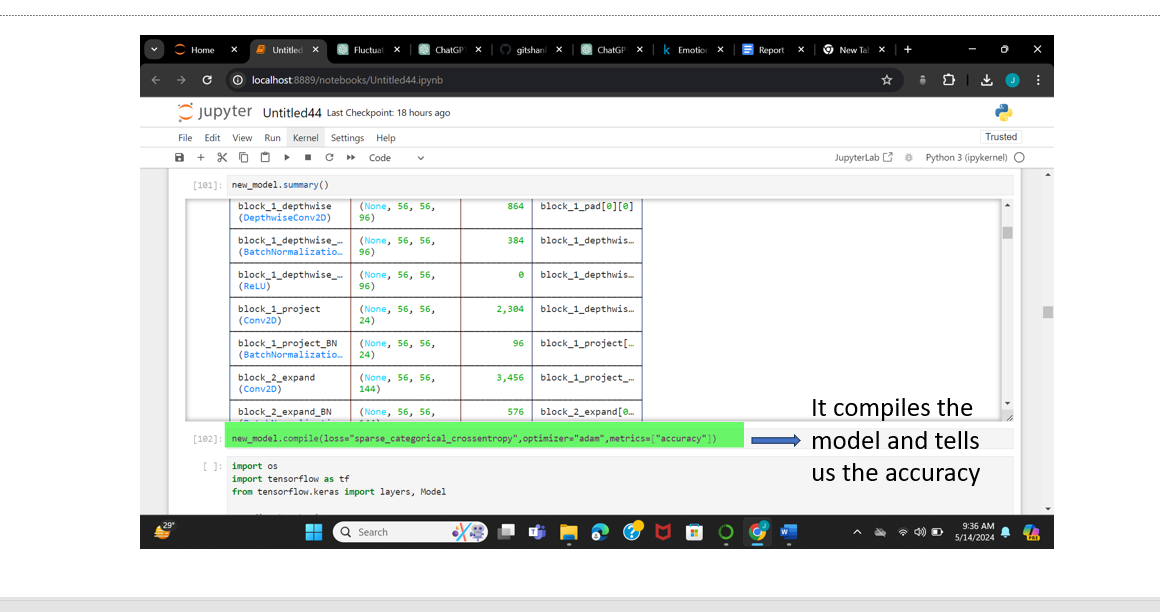 Home
Untitled
Fluctuat
ChatGP
gitshanl
ChatGP
Emotion
Report
New Tal
localhost:8889/notebooks/Untitled44.ipynb
jupyter Untitled44 Last Checkpoint: 18 hours ago
File Edit View Run Kernel Settings Help
Trusted
Code
JupyterLab
Python 3 (ipykernel)
[101]: new_model.summary()
block_1_depthwise (None, 56, 56, 864 block_1_pad[0][0]
(DepthwiseConv2D) 96)
block_1_depthwise_… (None, 56, 56, 384 block_1_depthwis…
(BatchNormalizatio… 96)
block_1_depthwise_… (None, 56, 56, 0 block_1_depthwis…
(ReLU) 96)
block_1_project (None, 56, 56, 2,304 block_1_depthwis…
(Conv2D) 24)
block_1_project_BN (None, 56, 56, 96 block_1_project[…
(BatchNormalizatio… 24)
block_2_expand (None, 56, 56, 3,456 block_1_project_…
(Conv2D) 144)
block_2_expand_BN (None, 56, 56, 576 block_2_expand[0…
[102]: new_model.compile(loss="sparse_categorical_crossentropy",optimizer="adam",metrics=["accuracy"])
It compiles the
model and tells
us the accuracy
[ ]: import os
import tensorflow as tf
from tensorflow.keras import layers, Model
29°
Search
9:36 AM
5/14/2024